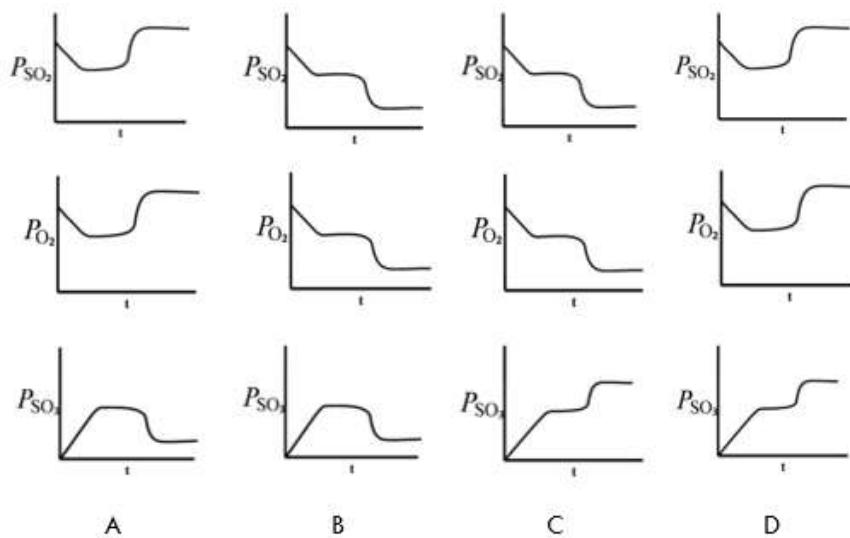 P_SO₂ P_SO₂ P_SO₂ P_SO₂
t t t t
P_O₂ P_O₂ P_O₂ P_O₂
t t t t
P_SO₃ P_SO₃ P_SO₃ P_SO₃
t t t t
A B C D